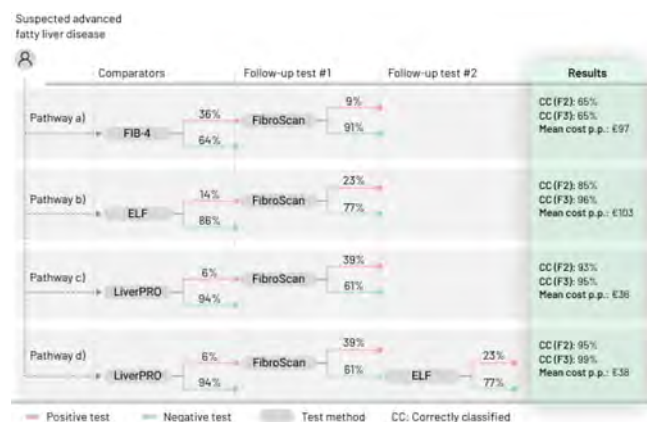 Suspected advanced
fatty liver disease
Comparators Follow-up test #1 Follow-up test #2 Results
Pathway a)
FIB-4
36%
64%
FibroScan
9%
91%
CC (F2): 65%
CC (F3): 65%
Mean cost p.p.: €97
Pathway b)
ELF
14%
86%
FibroScan
23%
77%
CC (F2): 85%
CC (F3): 96%
Mean cost p.p.: €103
Pathway c)
LiverPRO
6%
94%
FibroScan
39%
61%
CC (F2): 93%
CC (F3): 95%
Mean cost p.p.: €36
Pathway d)
LiverPRO
6%
94%
FibroScan
39%
61%
ELF
23%
77%
CC (F2): 95%
CC (F3): 99%
Mean cost p.p.: €38
Positive test Negative test Test method CC: Correctly classified